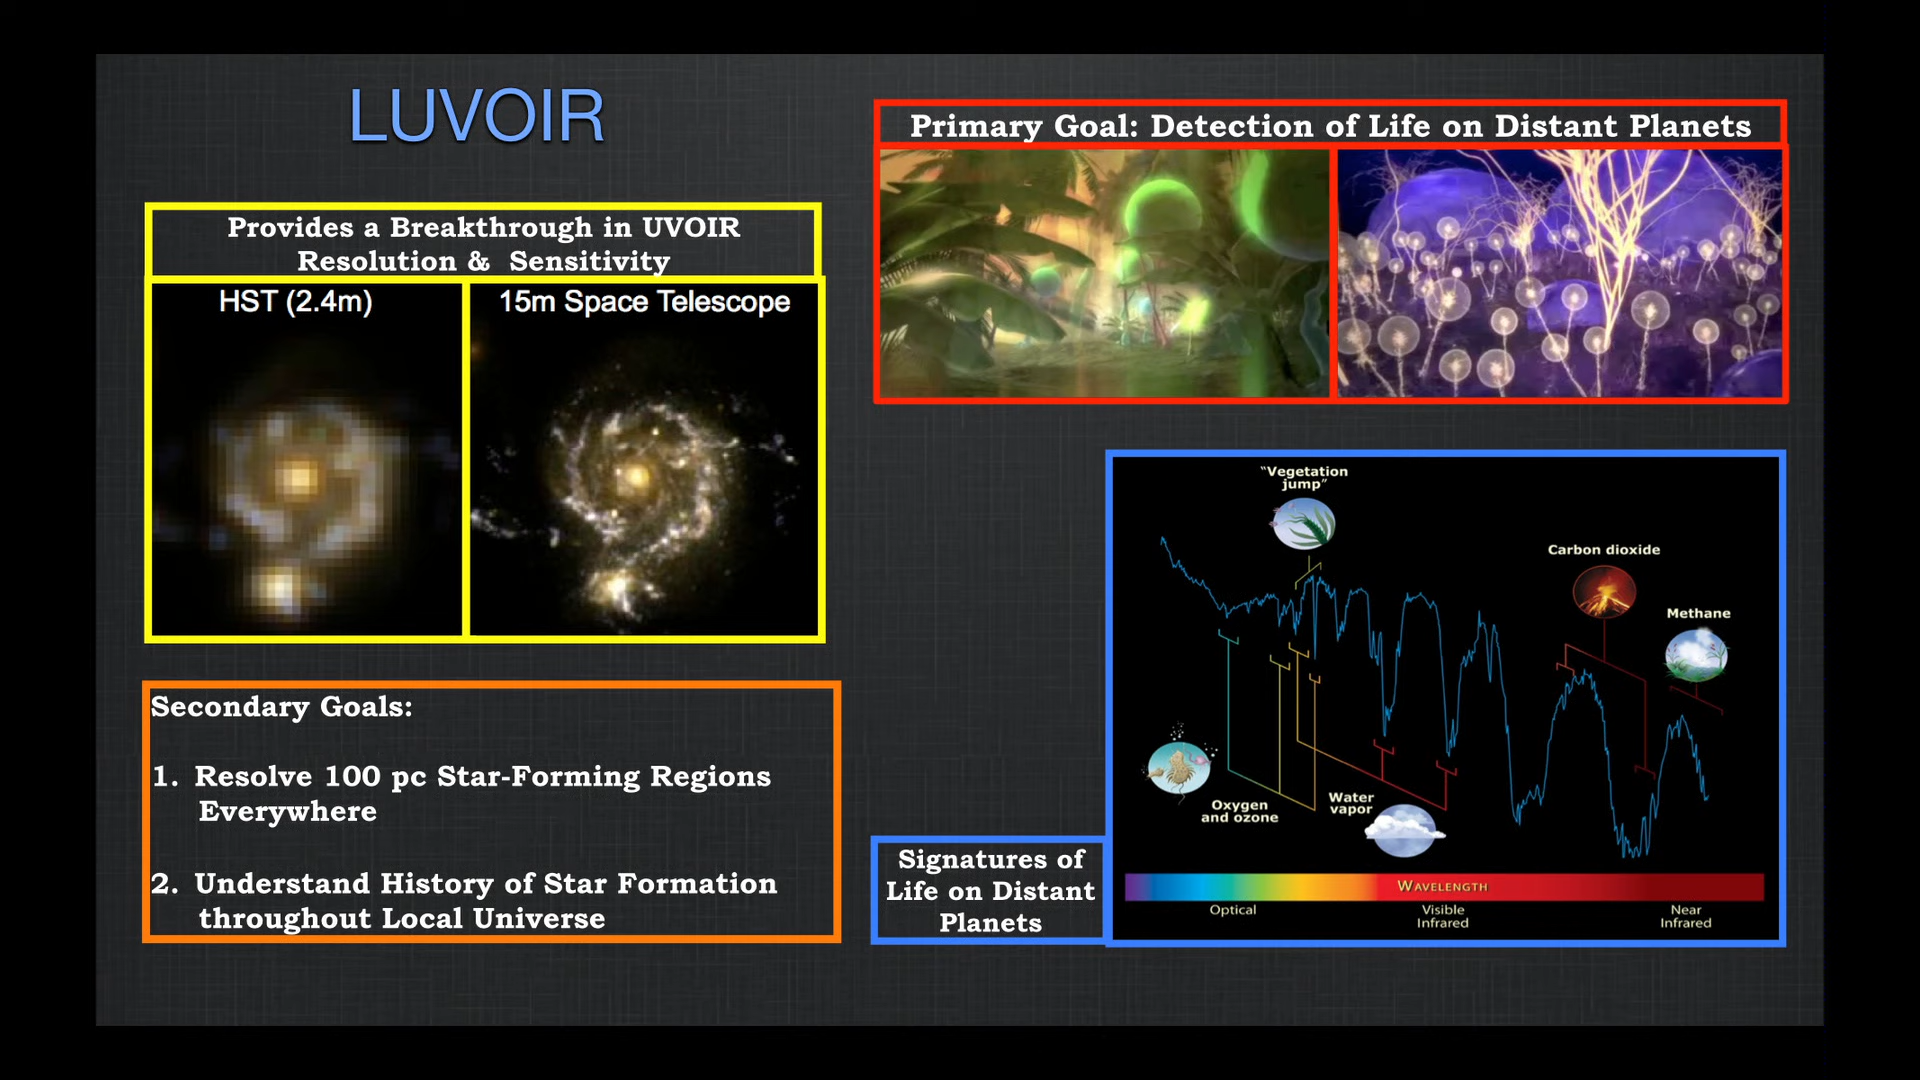 LUVOIR
Provides a Breakthrough in UVOIR
Resolution & Sensitivity
HST (2.4m)
15m Space Telescope
Secondary Goals:
1. Resolve 100 pc Star-Forming Regions
Everywhere
2. Understand History of Star Formation
throughout Local Universe
Primary Goal: Detection of Life on Distant Planets
Signatures of
Life on Distant
Planets
“Vegetation
jump”
Carbon dioxide
Methane
Oxygen
and ozone
Water
vapor
WAVELENGTH
Optical
Visible
Infrared
Near
Infrared